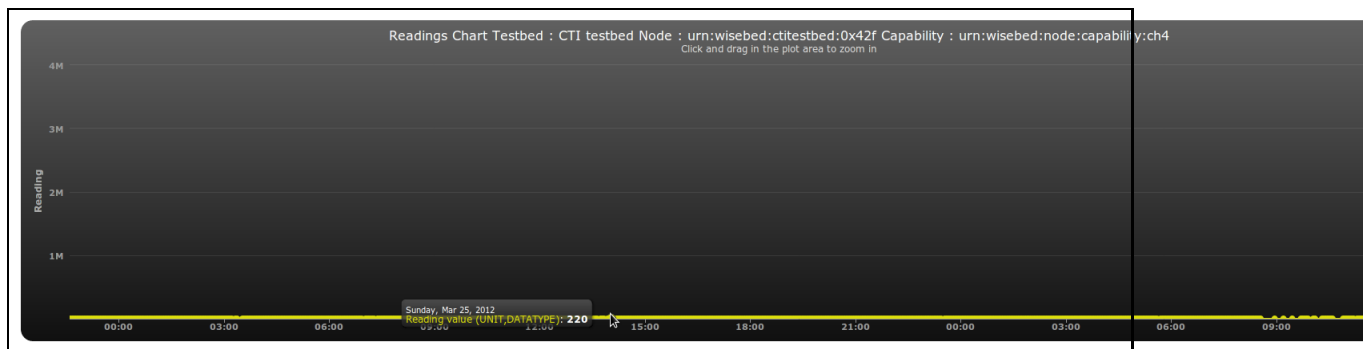 Readings Chart Testbed : CTI testbed Node : urn:wisebed:ctitestbed:0x42f Capability : urn:wisebed:node:capability:ch4
Click and drag in the plot area to zoom in
4M
3M
Reading
2M
1M
Sunday, Mar 25, 2012
Reading value (UNIT,DATATYPE): 220
00:00 03:00 06:00 09:00 12:00 15:00 18:00 21:00 00:00 03:00 06:00 09:00